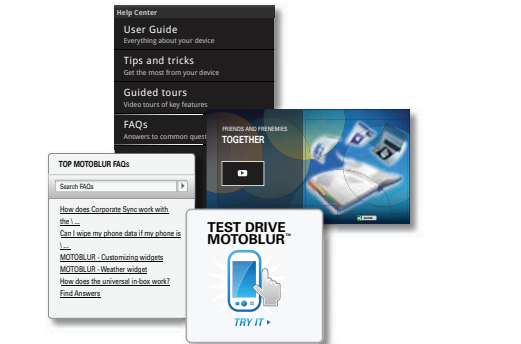 Help Center
User Guide
Everything about your device
Tips and tricks
Get the most from your device
Guided tours
Video tours of key features
FAQs
Answers to common quest
FRIENDS AND FRENEMIES
TOGETHER
TOP MOTOBLUR FAQs
Search FAQs
How does Corporate Sync work with
the \ ...
Can I wipe my phone data if my phone is
\ ...
MOTOBLUR - Customizing widgets
MOTOBLUR - Weather widget
How does the universal in-box work?
Find Answers
TEST DRIVE
MOTOBLUR™
TRY IT